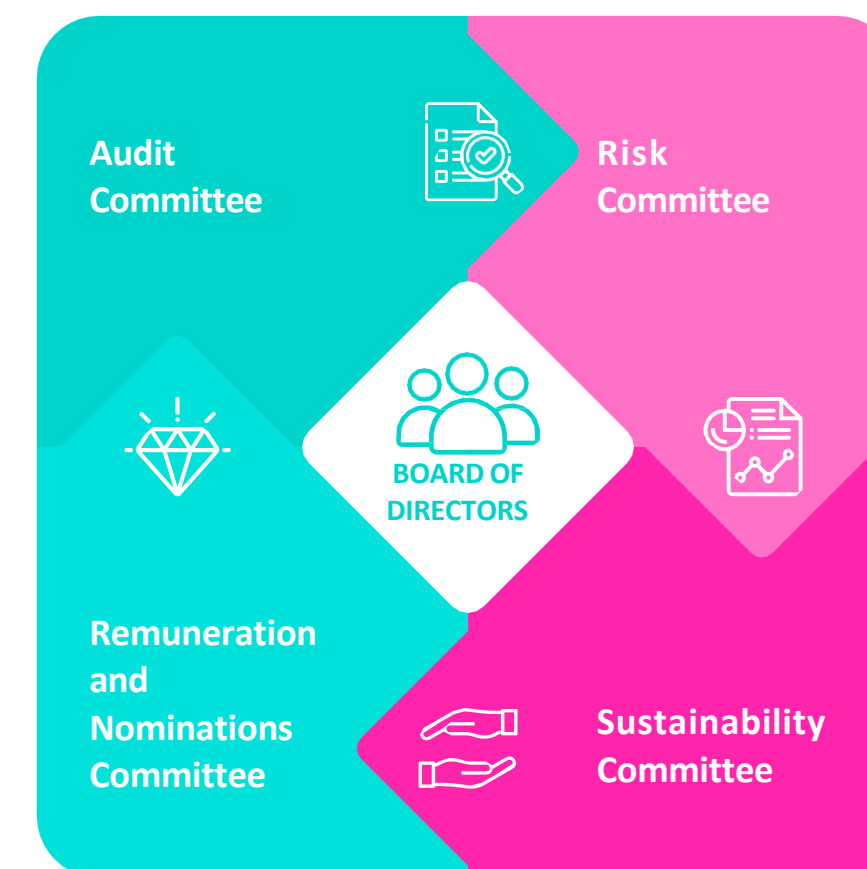 Audit
Committee
Risk
Committee
BOARD OF
DIRECTORS
Remuneration
and
Nominations
Committee
Sustainability
Committee